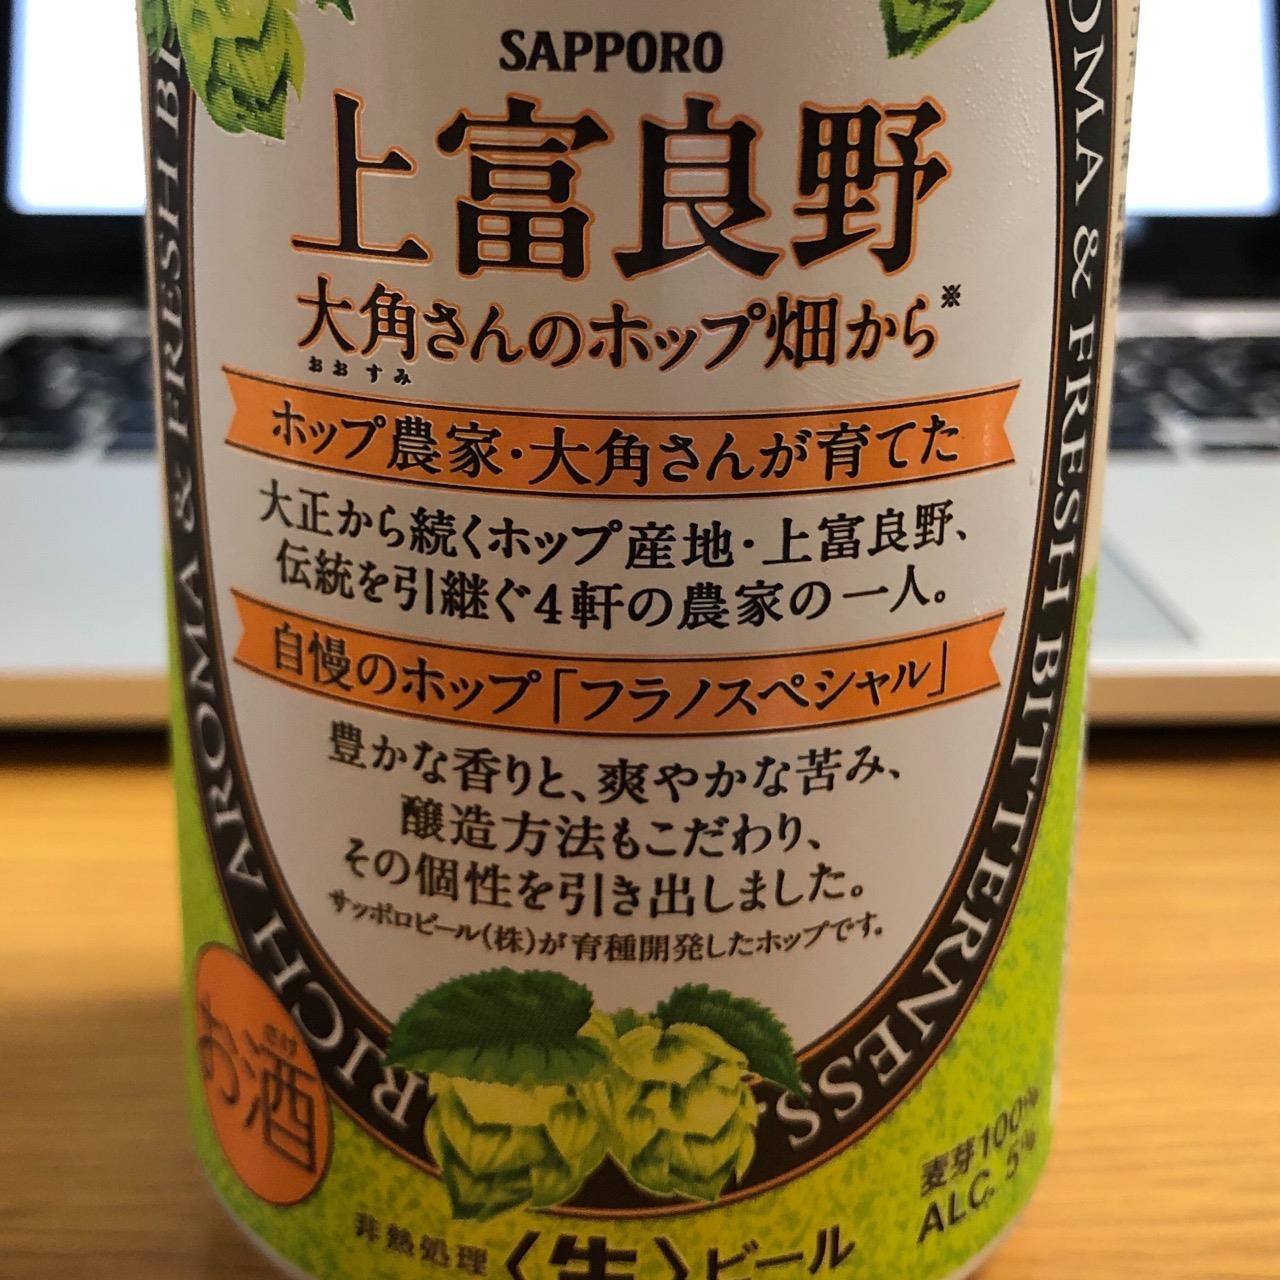 SAPPORO
上富良野
大角さんのホップ畑から※
おおすみ
ホップ農家・大角さんが育てた
大正から続くホップ産地・上富良野、
伝統を引継ぐ4軒の農家の一人。
自慢のホップ「フラノスペシャル」
豊かな香りと、爽やかな苦み、
醸造方法もこだわり、
その個性を引き出しました。
サッポロビール(株)が育種開発したホップです。
RICH AROMA & FRESH BITTERNESS
RICH AROMA & FRESH BI
OMA & FRESH BITTERNESS
さけ
お酒
麦芽100%
ALC. 5%
非熱処理 〈生〉ビール